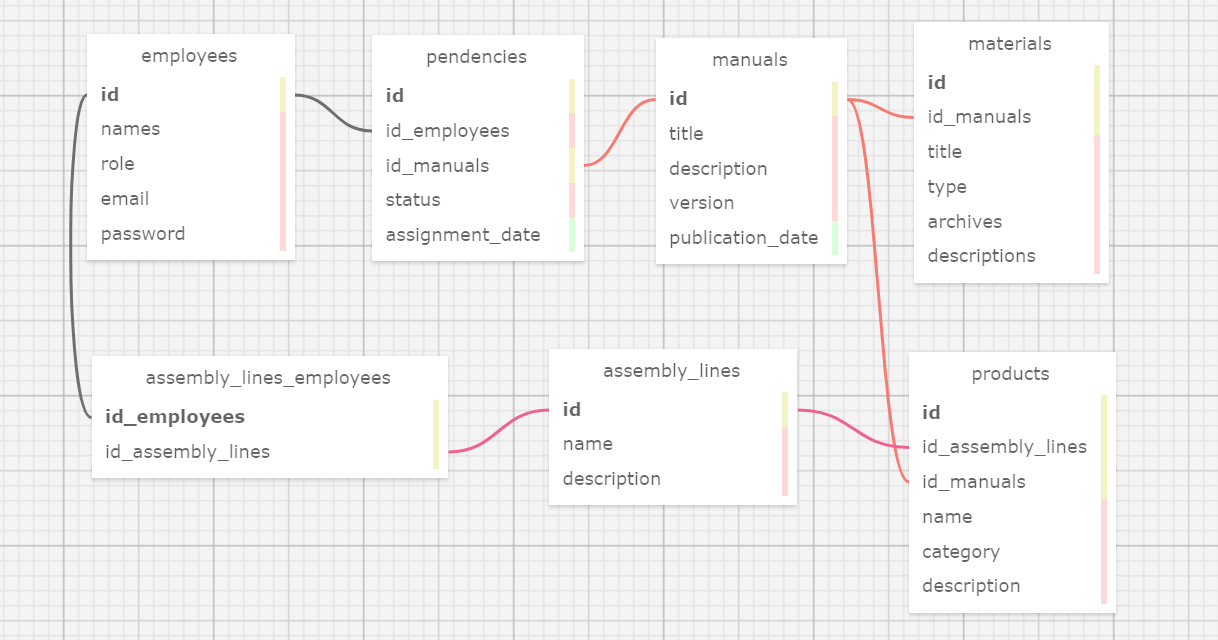 employees
id
names
role
email
password
pendencies
id
id_employees
id_manuals
status
assignment_date
manuals
id
title
description
version
publication_date
materials
id
id_manuals
title
type
archives
descriptions
assembly_lines_employees
id_employees
id_assembly_lines
assembly_lines
id
name
description
products
id
id_assembly_lines
id_manuals
name
category
description